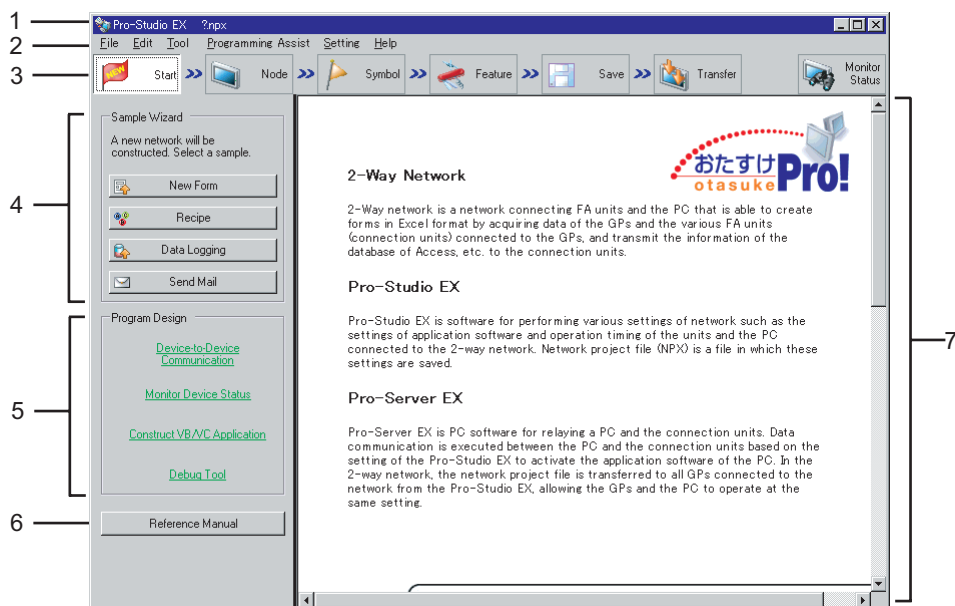 1
Pro-Studio EX ?.npx
2
File Edit Tool Programming Assist Setting Help
3
NEW Start Node Symbol Feature Save Transfer Monitor Status
4
Sample Wizard
A new network will be
constructed. Select a sample.
New Form
Recipe
Data Logging
Send Mail
5
Program Design
Device-to-Device
Communication
Monitor Device Status
Construct VB/VC Application
Debug Tool
6
Reference Manual
おたすけ Pro!
otasuke
2-Way Network
2-Way network is a network connecting FA units and the PC that is able to create
forms in Excel format by acquiring data of the GPs and the various FA units
(connection units) connected to the GPs, and transmit the information of the
database of Access, etc. to the connection units.
Pro-Studio EX
Pro-Studio EX is software for performing various settings of network such as the
settings of application software and operation timing of the units and the PC
connected to the 2-way network. Network project file (NPX) is a file in which these
settings are saved.
Pro-Server EX
Pro-Server EX is PC software for relaying a PC and the connection units. Data
communication is executed between the PC and the connection units based on the
setting of the Pro-Studio EX to activate the application software of the PC. In the
2-way network, the network project file is transferred to all GPs connected to the
network from the Pro-Studio EX, allowing the GPs and the PC to operate at the
same setting.
7